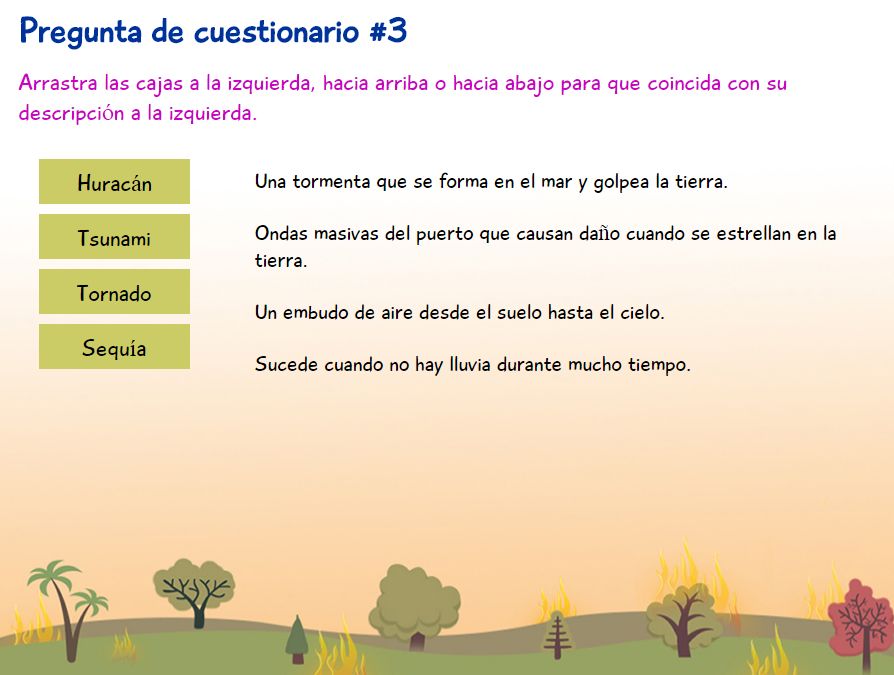 Pregunta de cuestionario #3
Arrastra las cajas a la izquierda, hacia arriba o hacia abajo para que coincida con su
descripción a la izquierda.
Huracán
Una tormenta que se forma en el mar y golpea la tierra.
Tsunami
Ondas masivas del puerto que causan daño cuando se estrellan en la
tierra.
Tornado
Un embudo de aire desde el suelo hasta el cielo.
Sequía
Sucede cuando no hay lluvia durante mucho tiempo.